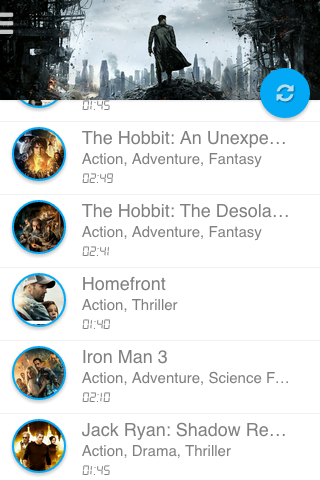 01:45
The Hobbit: An Unexpe…
Action, Adventure, Fantasy
02:49
The Hobbit: The Desola…
Action, Adventure, Fantasy
02:41
Homefront
Action, Thriller
01:40
Iron Man 3
Action, Adventure, Science F…
02:10
Jack Ryan: Shadow Re…
Action, Drama, Thriller
01:45